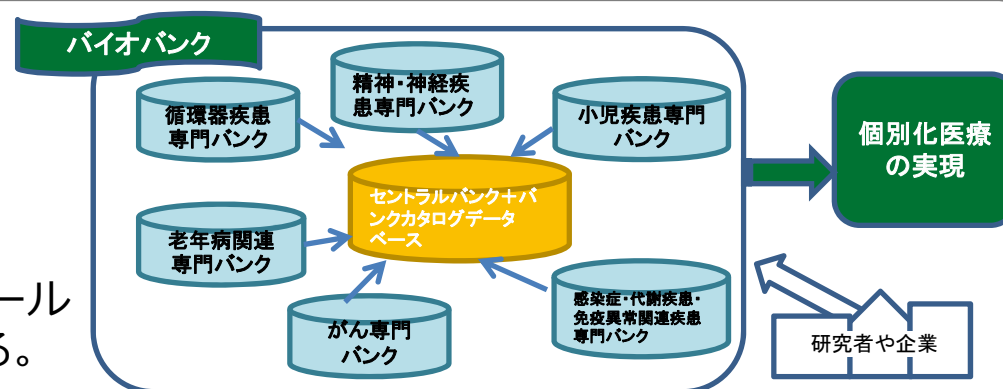 バイオバンク
精神・神経疾
患専門バンク
循環器疾患
専門バンク
小児疾患専門
バンク
個別化医療
の実現
セントラルバンク＋バ
ンクカタログデータ
ベース
老年病関連
専門バンク
感染症・代謝疾患・
免疫異常関連疾患
専門バンク
がん専門
バンク
研究者や企業
ール
る。